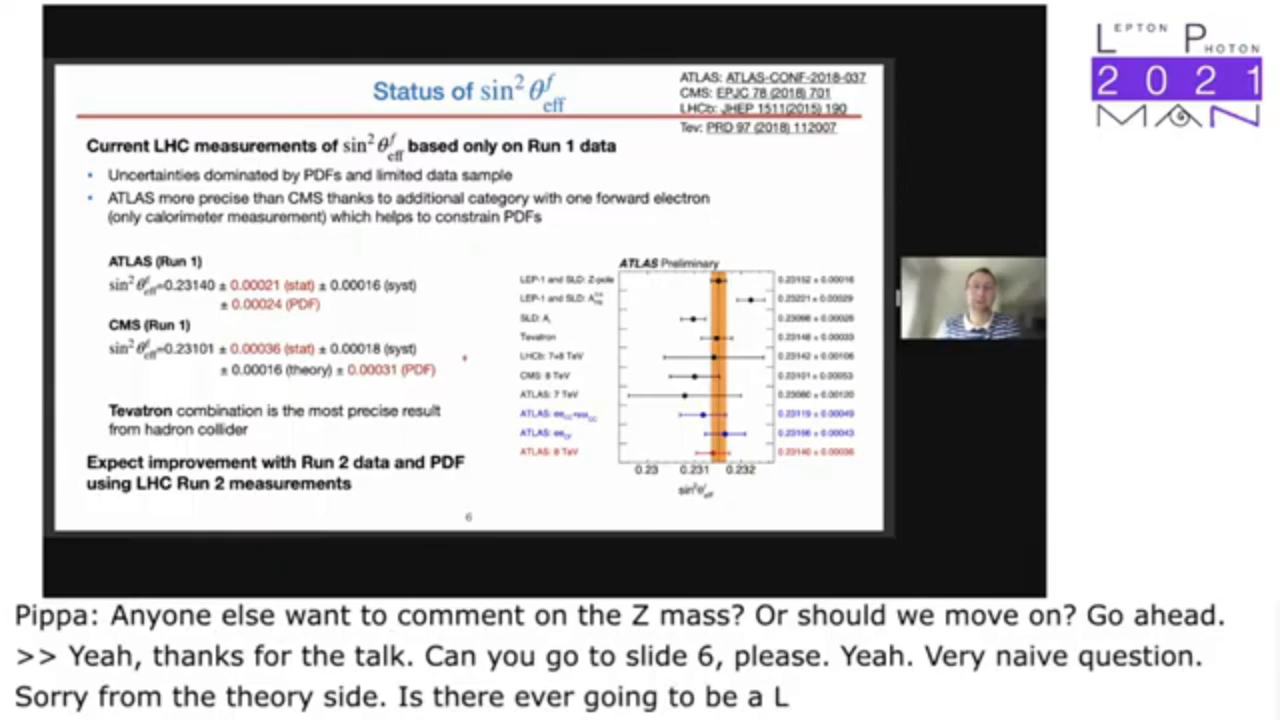 LEPTON PHOTON
2021
MAN
Status of sin² θ^f_eff
ATLAS: ATLAS-CONF-2018-037
CMS: EPJC 78 (2018) 701
LHCb: JHEP 1511(2015) 190
Tev: PRD 97 (2018) 112007
Current LHC measurements of sin² θ^f_eff based only on Run 1 data
• Uncertainties dominated by PDFs and limited data sample
• ATLAS more precise than CMS thanks to additional category with one forward electron
(only calorimeter measurement) which helps to constrain PDFs
ATLAS (Run 1)
sin² θ^f_eff=0.23140 ± 0.00021 (stat) ± 0.00016 (syst)
± 0.00024 (PDF)
CMS (Run 1)
sin² θ^f_eff=0.23101 ± 0.00036 (stat) ± 0.00018 (syst)
± 0.00016 (theory) ± 0.00031 (PDF)
Tevatron combination is the most precise result
from hadron collider
Expect improvement with Run 2 data and PDF
using LHC Run 2 measurements
ATLAS Preliminary
LEP-1 and SLD: Z-pole 0.23152 ± 0.00016
LEP-1 and SLD: 0.23221 ± 0.00029
SLD: A 0.23098 ± 0.00026
Tevatron 0.23148 ± 0.00033
LHCb: 7+8 TeV 0.23142 ± 0.00106
CMS: 8 TeV 0.23101 ± 0.00053
ATLAS: 7 TeV 0.23080 ± 0.00120
ATLAS: 0.23119 ± 0.00049
ATLAS: 0.23166 ± 0.00043
ATLAS: 8 TeV 0.23140 ± 0.00036
0.23 0.231 0.232
sin²θ_eff
6
Pippa: Anyone else want to comment on the Z mass? Or should we move on? Go ahead.
>> Yeah, thanks for the talk. Can you go to slide 6, please. Yeah. Very naive question.
Sorry from the theory side. Is there ever going to be a L